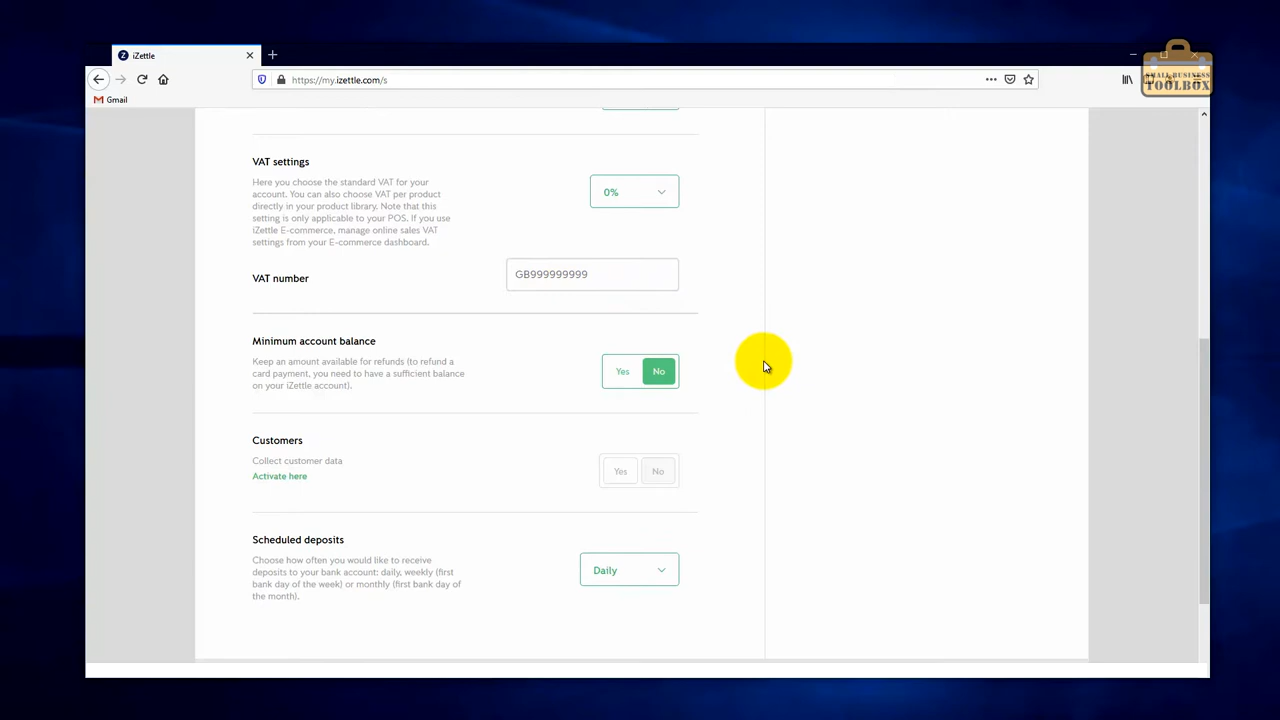 iZettle
https://my.izettle.com/s
Gmail
SMALL BUSINESS
TOOLBOX
VAT settings
Here you choose the standard VAT for your
account. You can also choose VAT per product
directly in your product library. Note that this
setting is only applicable to your POS. If you use
iZettle E-commerce, manage online sales VAT
settings from your E-commerce dashboard.
0%
VAT number
GB999999999
Minimum account balance
Keep an amount available for refunds (to refund a
card payment, you need to have a sufficient balance
on your iZettle account).
Yes No
Customers
Collect customer data
Activate here
Yes No
Scheduled deposits
Choose how often you would like to receive
deposits to your bank account: daily, weekly (first
bank day of the week) or monthly (first bank day of
the month).
Daily